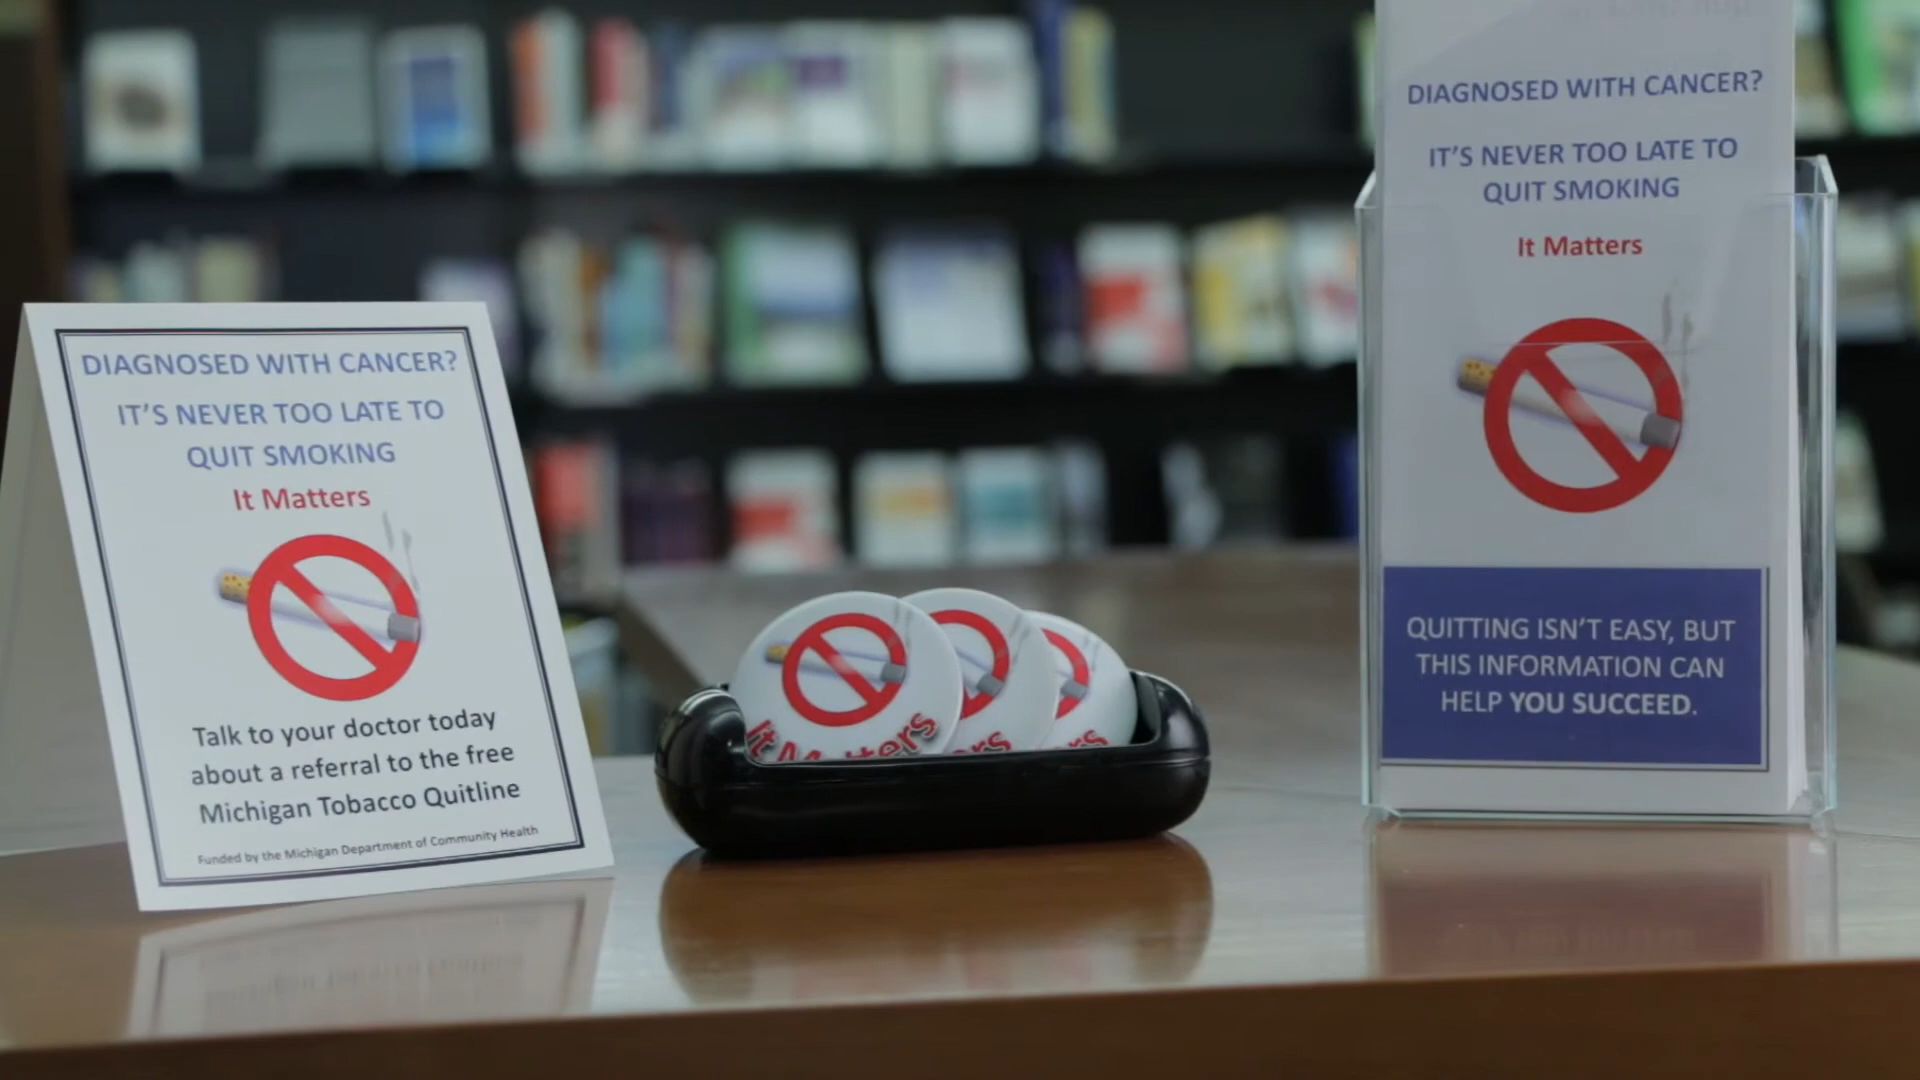 DIAGNOSED WITH CANCER?
IT'S NEVER TOO LATE TO
QUIT SMOKING
It Matters
Talk to your doctor today
about a referral to the free
Michigan Tobacco Quitline
Funded by the Michigan Department of Community Health
It Matters
ers
rs
DIAGNOSED WITH CANCER?
IT'S NEVER TOO LATE TO
QUIT SMOKING
It Matters
QUITTING ISN'T EASY, BUT
THIS INFORMATION CAN
HELP YOU SUCCEED.